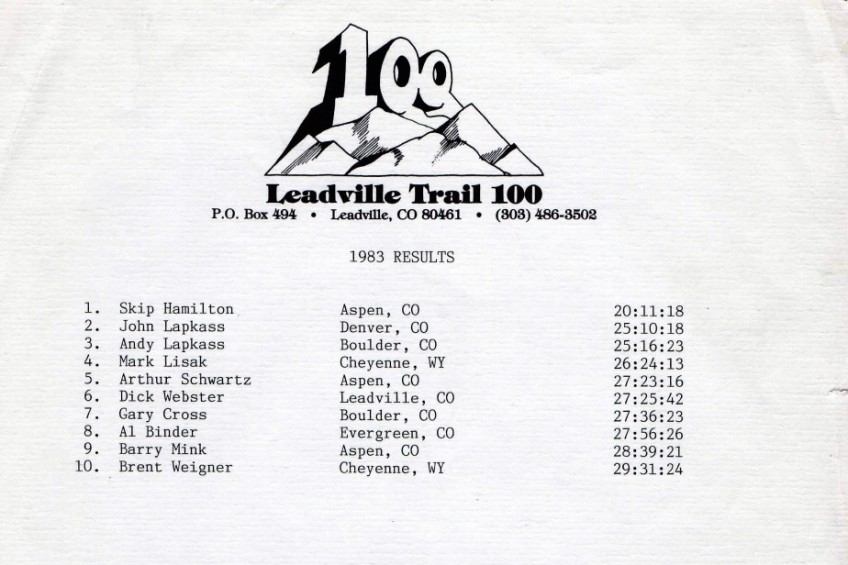 100
Leadville Trail 100
P.O. Box 494 • Leadville, CO 80461 • (303) 486-3502
1983 RESULTS
1. Skip Hamilton Aspen, CO 20:11:18
2. John Lapkass Denver, CO 25:10:18
3. Andy Lapkass Boulder, CO 25:16:23
4. Mark Lisak Cheyenne, WY 26:24:13
5. Arthur Schwartz Aspen, CO 27:23:16
6. Dick Webster Leadville, CO 27:25:42
7. Gary Cross Boulder, CO 27:36:23
8. Al Binder Evergreen, CO 27:56:26
9. Barry Mink Aspen, CO 28:39:21
10. Brent Weigner Cheyenne, WY 29:31:24